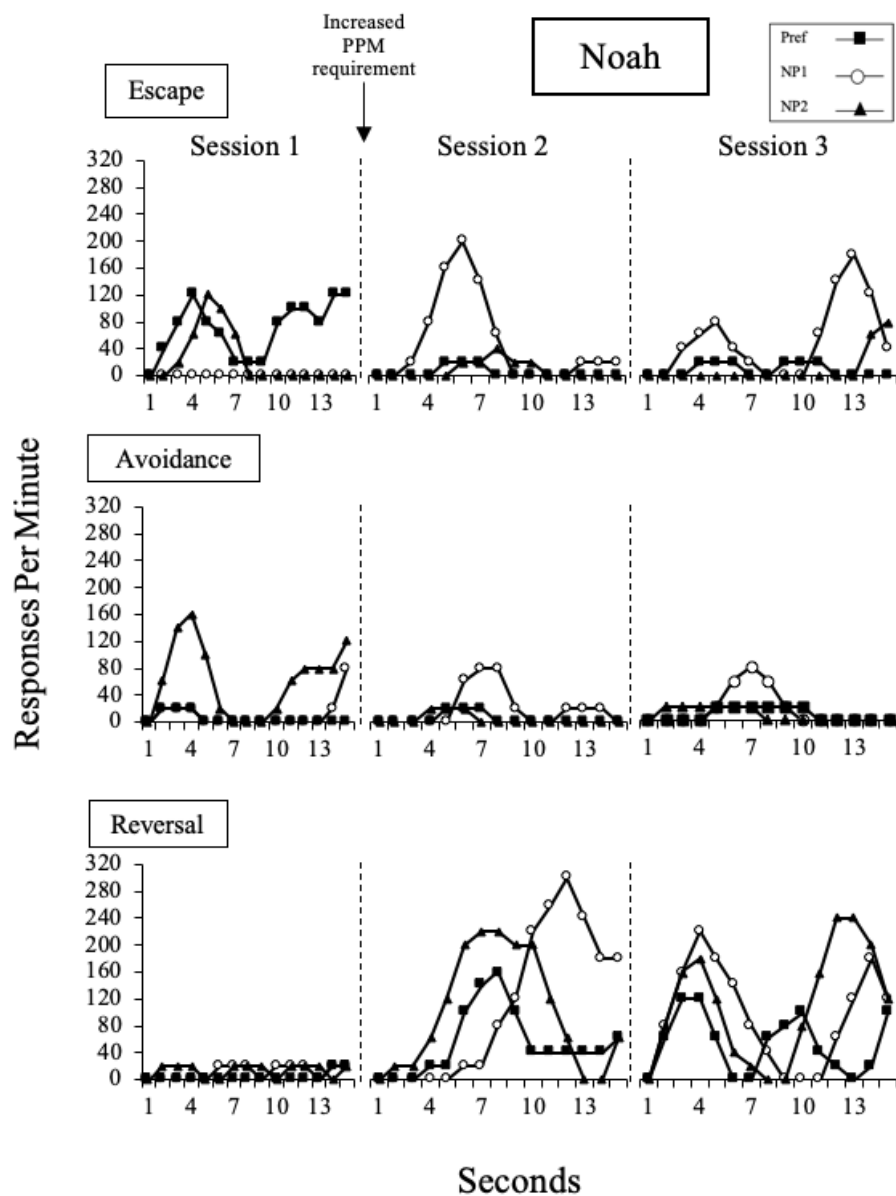 Increased
PPM
requirement
Noah
Pref
NP1
NP2
Escape
Session 1
Session 2
Session 3
320
280
240
200
160
120
80
40
0
1 4 7 10 13
1 4 7 10 13
1 4 7 10 13
Avoidance
320
280
240
200
160
120
80
40
0
1 4 7 10 13
1 4 7 10 13
1 4 7 10 13
Reversal
320
280
240
200
160
120
80
40
0
1 4 7 10 13
1 4 7 10 13
1 4 7 10 13
Responses Per Minute
Seconds